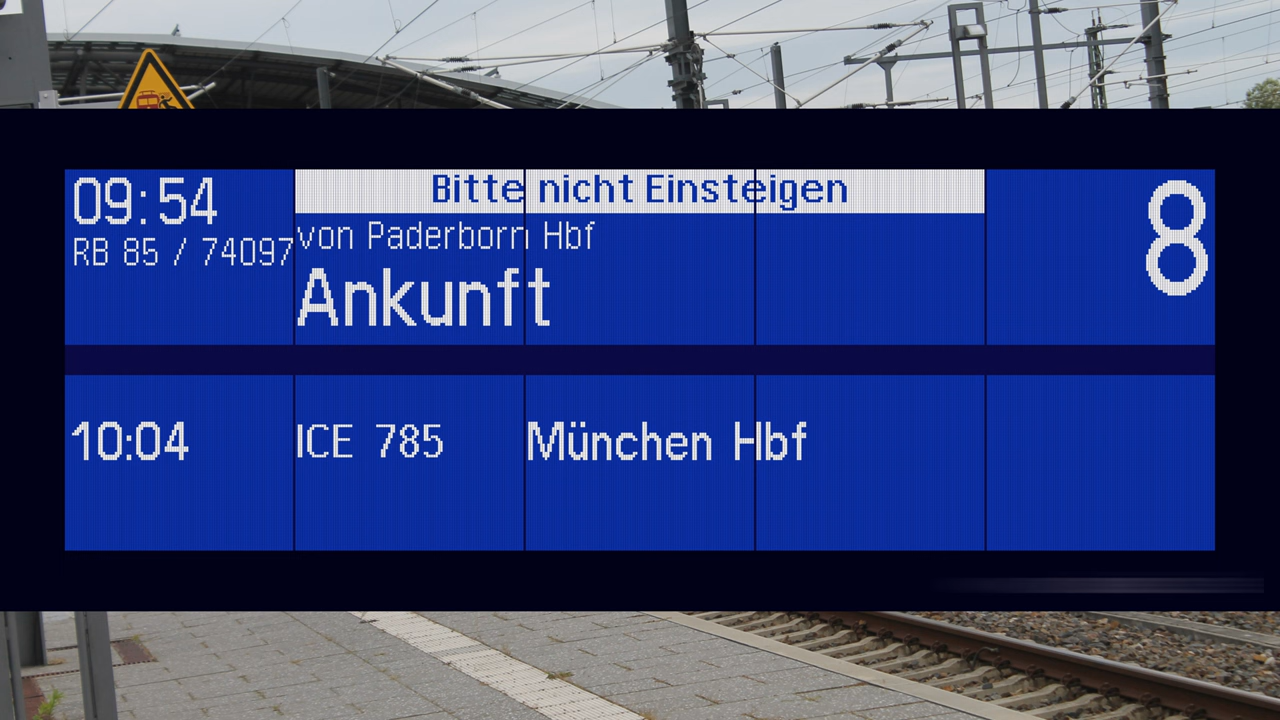 09:54
Bitte nicht Einsteigen
8
RB 85 / 74097
von Paderborn Hbf
Ankunft
10:04 ICE 785 München Hbf